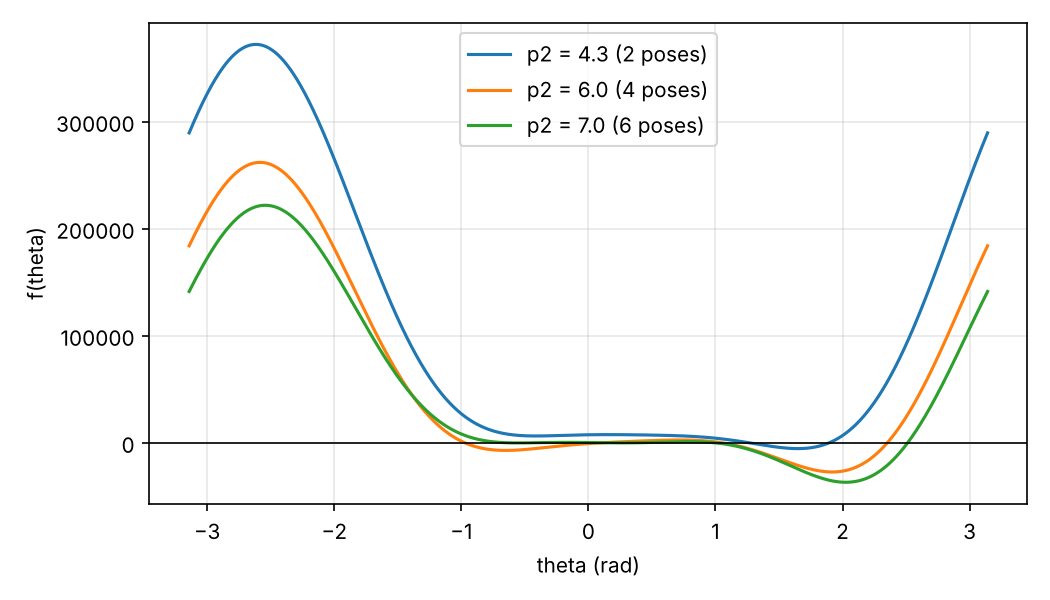 p2 = 4.3 (2 poses)
p2 = 6.0 (4 poses)
p2 = 7.0 (6 poses)
300000
200000
100000
0
f(theta)
−3 −2 −1 0 1 2 3
theta (rad)